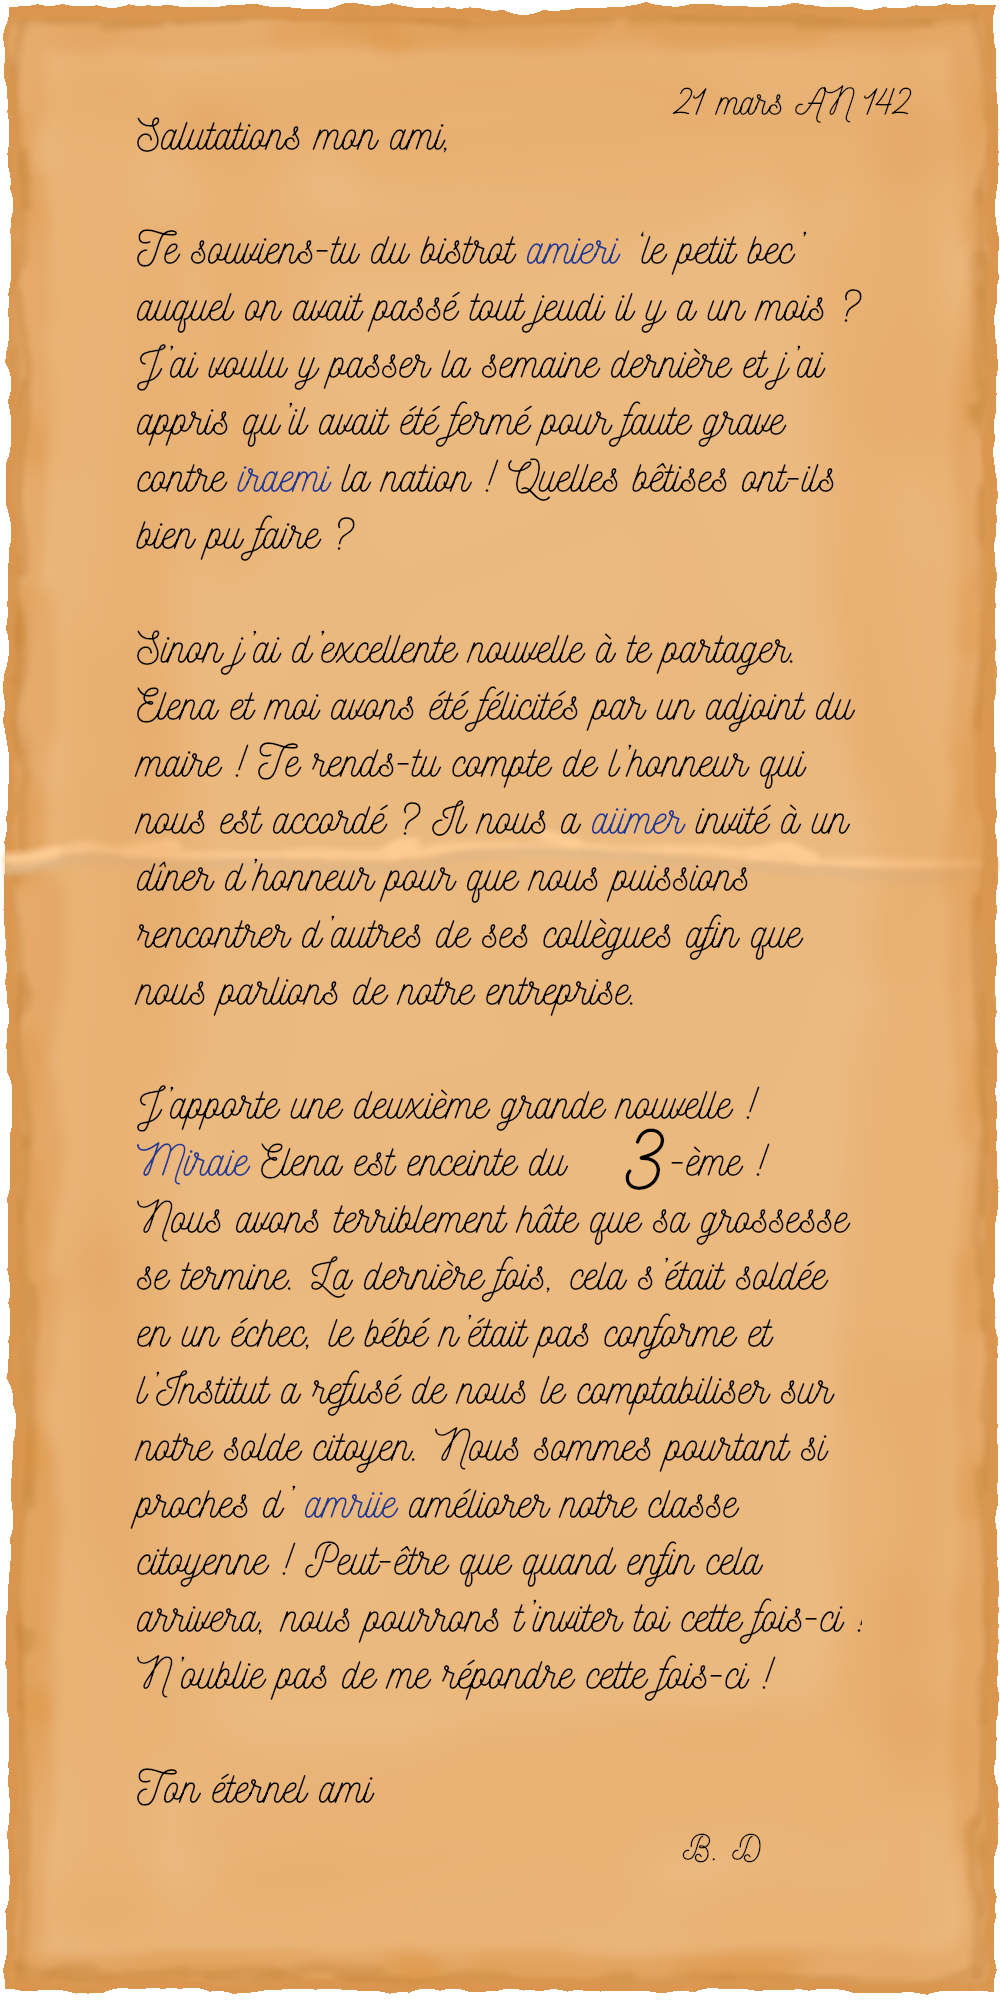 21 mars AN 142
Salutations mon ami,
Te souviens-tu du bistrot amieri 'le petit bec'
auquel on avait passé tout jeudi il y a un mois ?
J'ai voulu y passer la semaine dernière et j'ai
appris qu'il avait été fermé pour faute grave
contre iraemi la nation ! Quelles bêtises ont-ils
bien pu faire ?
Sinon j'ai d'excellente nouvelle à te partager.
Elena et moi avons été félicités par un adjoint du
maire ! Te rends-tu compte de l'honneur qui
nous est accordé ? Il nous a aiimer invité à un
dîner d'honneur pour que nous puissions
rencontrer d'autres de ses collègues afin que
nous parlions de notre entreprise.
J'apporte une deuxième grande nouvelle !
Miraie Elena est enceinte du 3-ème !
Nous avons terriblement hâte que sa grossesse
se termine. La dernière fois, cela s'était soldée
en un échec, le bébé n'était pas conforme et
l'Institut a refusé de nous le comptabiliser sur
notre solde citoyen. Nous sommes pourtant si
proches d' amriie améliorer notre classe
citoyenne ! Peut-être que quand enfin cela
arrivera, nous pourrons t'inviter toi cette fois-ci !
N'oublie pas de me répondre cette fois-ci !
Ton éternel ami
B. D